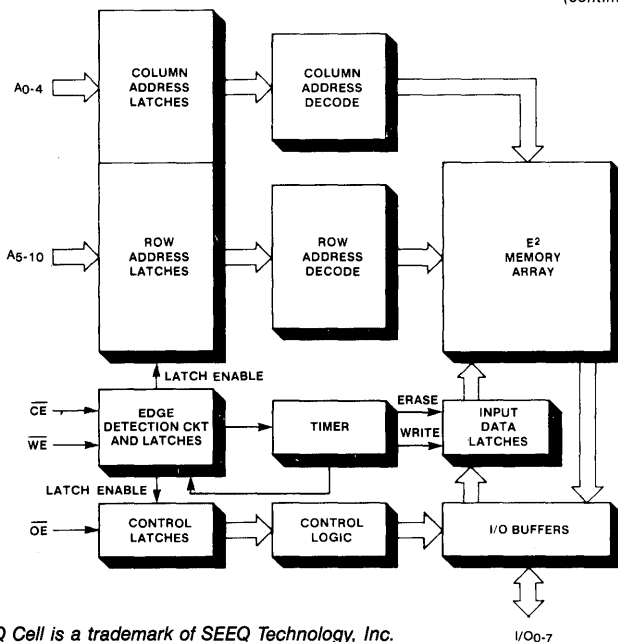 (contin
COLUMN
ADDRESS
LATCHES
COLUMN
ADDRESS
DECODE
A0-4
ROW
ADDRESS
LATCHES
ROW
ADDRESS
DECODE
E2
MEMORY
ARRAY
A5-10
LATCH ENABLE
CE
WE
EDGE
DETECTION CKT
AND LATCHES
TIMER
ERASE
WRITE
INPUT
DATA
LATCHES
LATCH ENABLE
OE
CONTROL
LATCHES
CONTROL
LOGIC
I/O BUFFERS
Q Cell is a trademark of SEEQ Technology, Inc.
I/O0-7